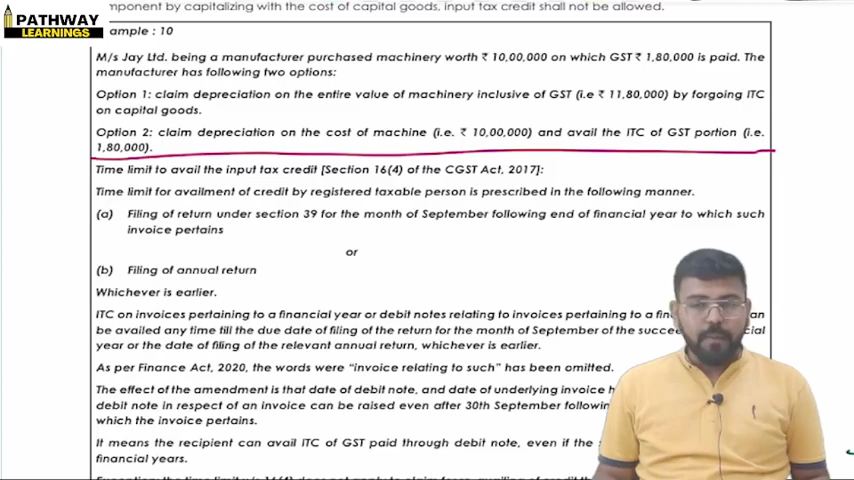 mponent by capitalizing with the cost of capital goods, input tax credit shall not be allowed.
PATHWAY
LEARNINGS
ample : 10
M/s Jay Ltd. being a manufacturer purchased machinery worth ₹ 10,00,000 on which GST ₹ 1,80,000 is paid. The
manufacturer has following two options:
Option 1: claim depreciation on the entire value of machinery inclusive of GST (i.e ₹ 11,80,000) by forgoing ITC
on capital goods.
Option 2: claim depreciation on the cost of machine (i.e. ₹ 10,00,000) and avail the ITC of GST portion (i.e.
1,80,000).
Time limit to avail the input tax credit [Section 16(4) of the CGST Act, 2017]:
Time limit for availment of credit by registered taxable person is prescribed in the following manner.
(a) Filing of return under section 39 for the month of September following end of financial year to which such
invoice pertains
or
(b) Filing of annual return
Whichever is earlier.
ITC on invoices pertaining to a financial year or debit notes relating to invoices pertaining to a an
be availed any time till the due date of filing of the return for the month of September of the cial
year or the date of filing of the relevant annual return, whichever is earlier.
As per Finance Act, 2020, the words were "invoice relating to such" has been omitted.
The effect of the amendment is that date of debit note, and date of underlying invoice
debit note in respect of an invoice can be raised even after 30th September
which the invoice pertains.
It means the recipient can avail ITC of GST paid through debit note, even if the
financial years.